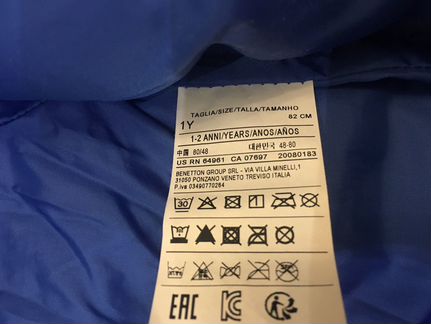 TAGLIA/SIZE/TALLA/TAMANHO
1Y 82 CM
1-2 ANNI/YEARS/ANOS/AÑOS
中国 80/48 대한민국 48-80
US RN 64961 CA 07697 20080183
BENETTON GROUP SRL - VIA VILLA MINELLI,1
31050 PONZANO VENETO TREVISO ITALIA
P.iva 03490770264
30
EAC